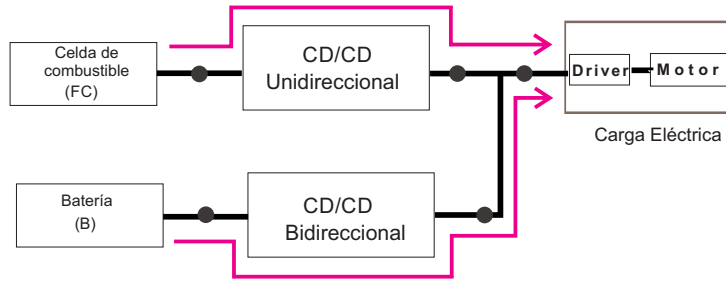 Celda de
combustible
(FC)
CD/CD
Unidireccional
Driver
Motor
Carga Eléctrica
Batería
(B)
CD/CD
Bidireccional